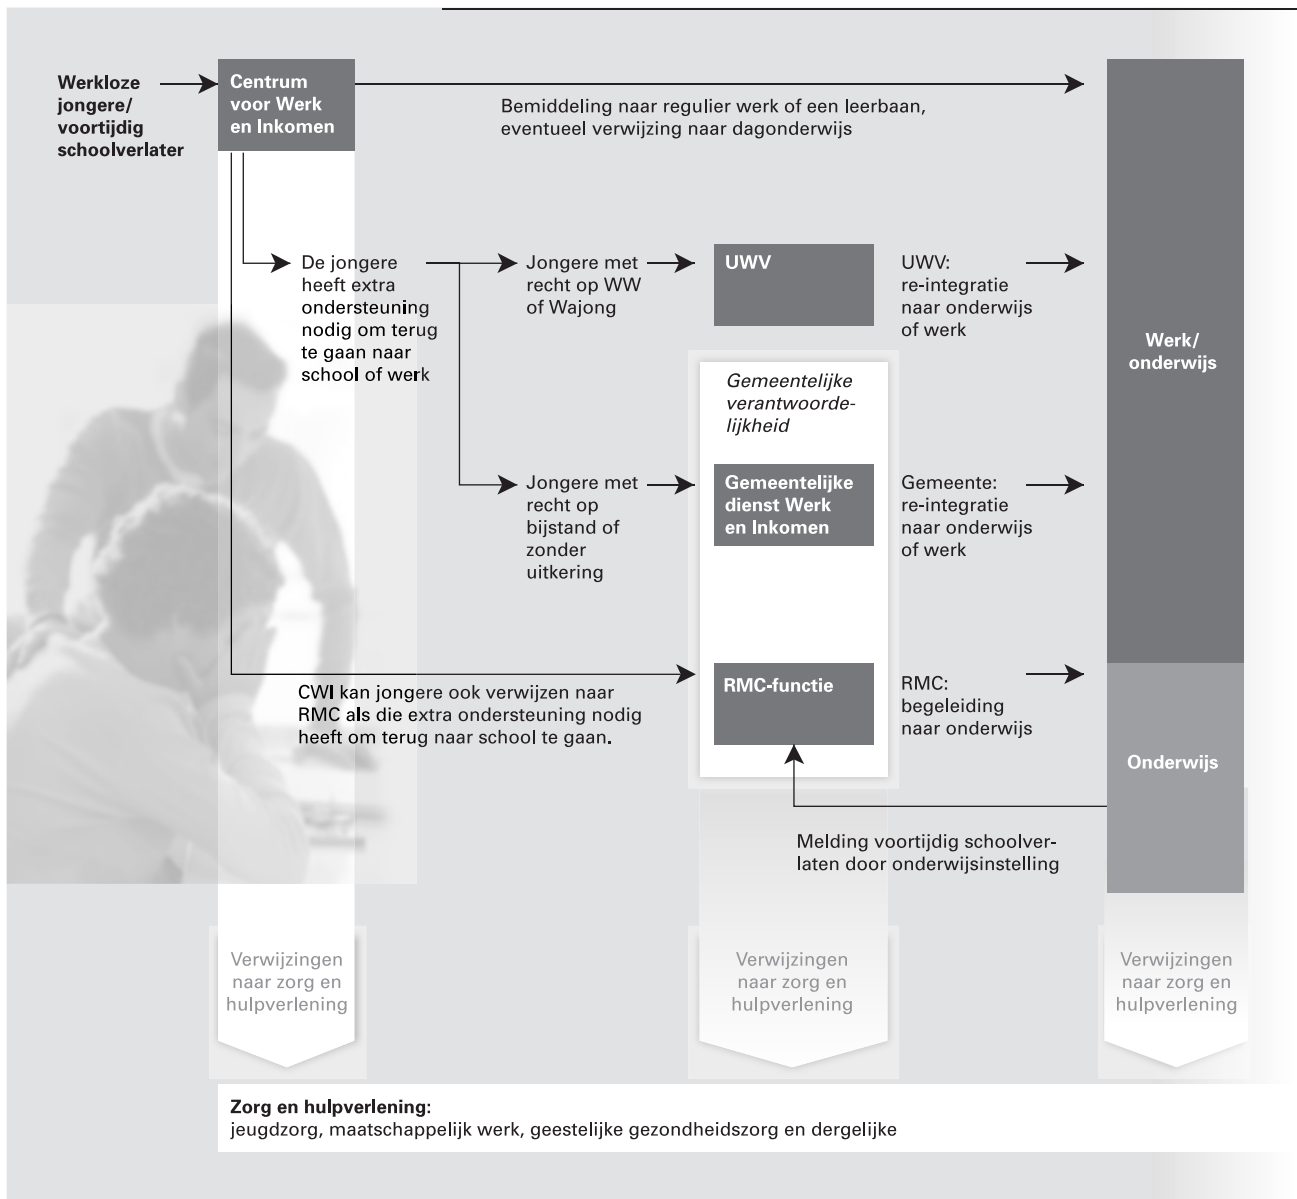 Werkloze
jongere/
voortijdig
schoolverlater
Centrum
voor Werk
en Inkomen
Bemiddeling naar regulier werk of een leerbaan,
eventueel verwijzing naar dagonderwijs
De jongere
heeft extra
ondersteuning
nodig om terug
te gaan naar
school of werk
Jongere met
recht op WW
of Wajong
UWV
UWV:
re-integratie
naar onderwijs
of werk
Werk/
onderwijs
Gemeentelijke
verantwoorde-
lijkheid
Jongere met
recht op
bijstand of
zonder
uitkering
Gemeentelijke
dienst Werk
en Inkomen
Gemeente:
re-integratie
naar onderwijs
of werk
CWI kan jongere ook verwijzen naar
RMC als die extra ondersteuning nodig
heeft om terug naar school te gaan.
RMC-functie
RMC:
begeleiding
naar onderwijs
Onderwijs
Melding voortijdig schoolver-
laten door onderwijsinstelling
Verwijzingen
naar zorg en
hulpverlening
Verwijzingen
naar zorg en
hulpverlening
Verwijzingen
naar zorg en
hulpverlening
Zorg en hulpverlening:
jeugdzorg, maatschappelijk werk, geestelijke gezondheidszorg en dergelijke